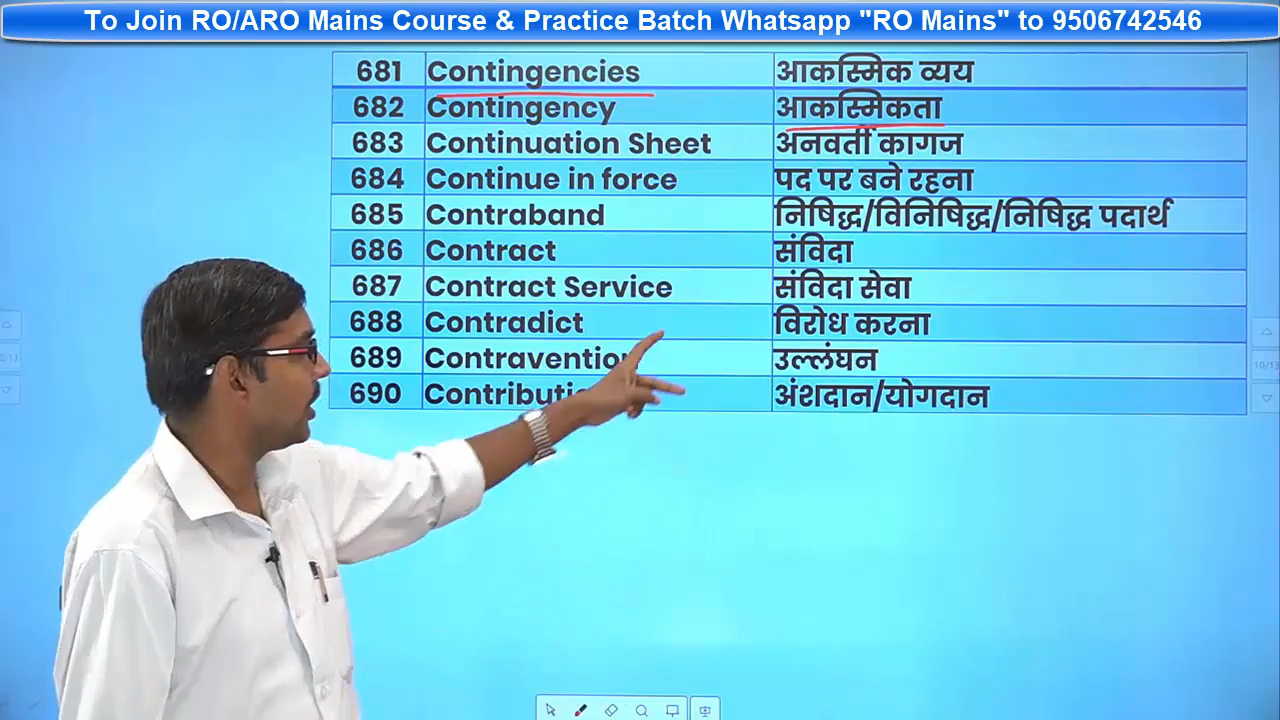 To Join RO/ARO Mains Course & Practice Batch Whatsapp "RO Mains" to 9506742546
681 Contingencies आकस्मिक व्यय
682 Contingency आकस्मिकता
683 Continuation Sheet अनवर्ती कागज
684 Continue in force पद पर बने रहना
685 Contraband निषिद्ध/विनिषिद्ध/निषिद्ध पदार्थ
686 Contract संविदा
687 Contract Service संविदा सेवा
688 Contradict विरोध करना
689 उल्लंघन
690 अंशदान/योगदान
10/13